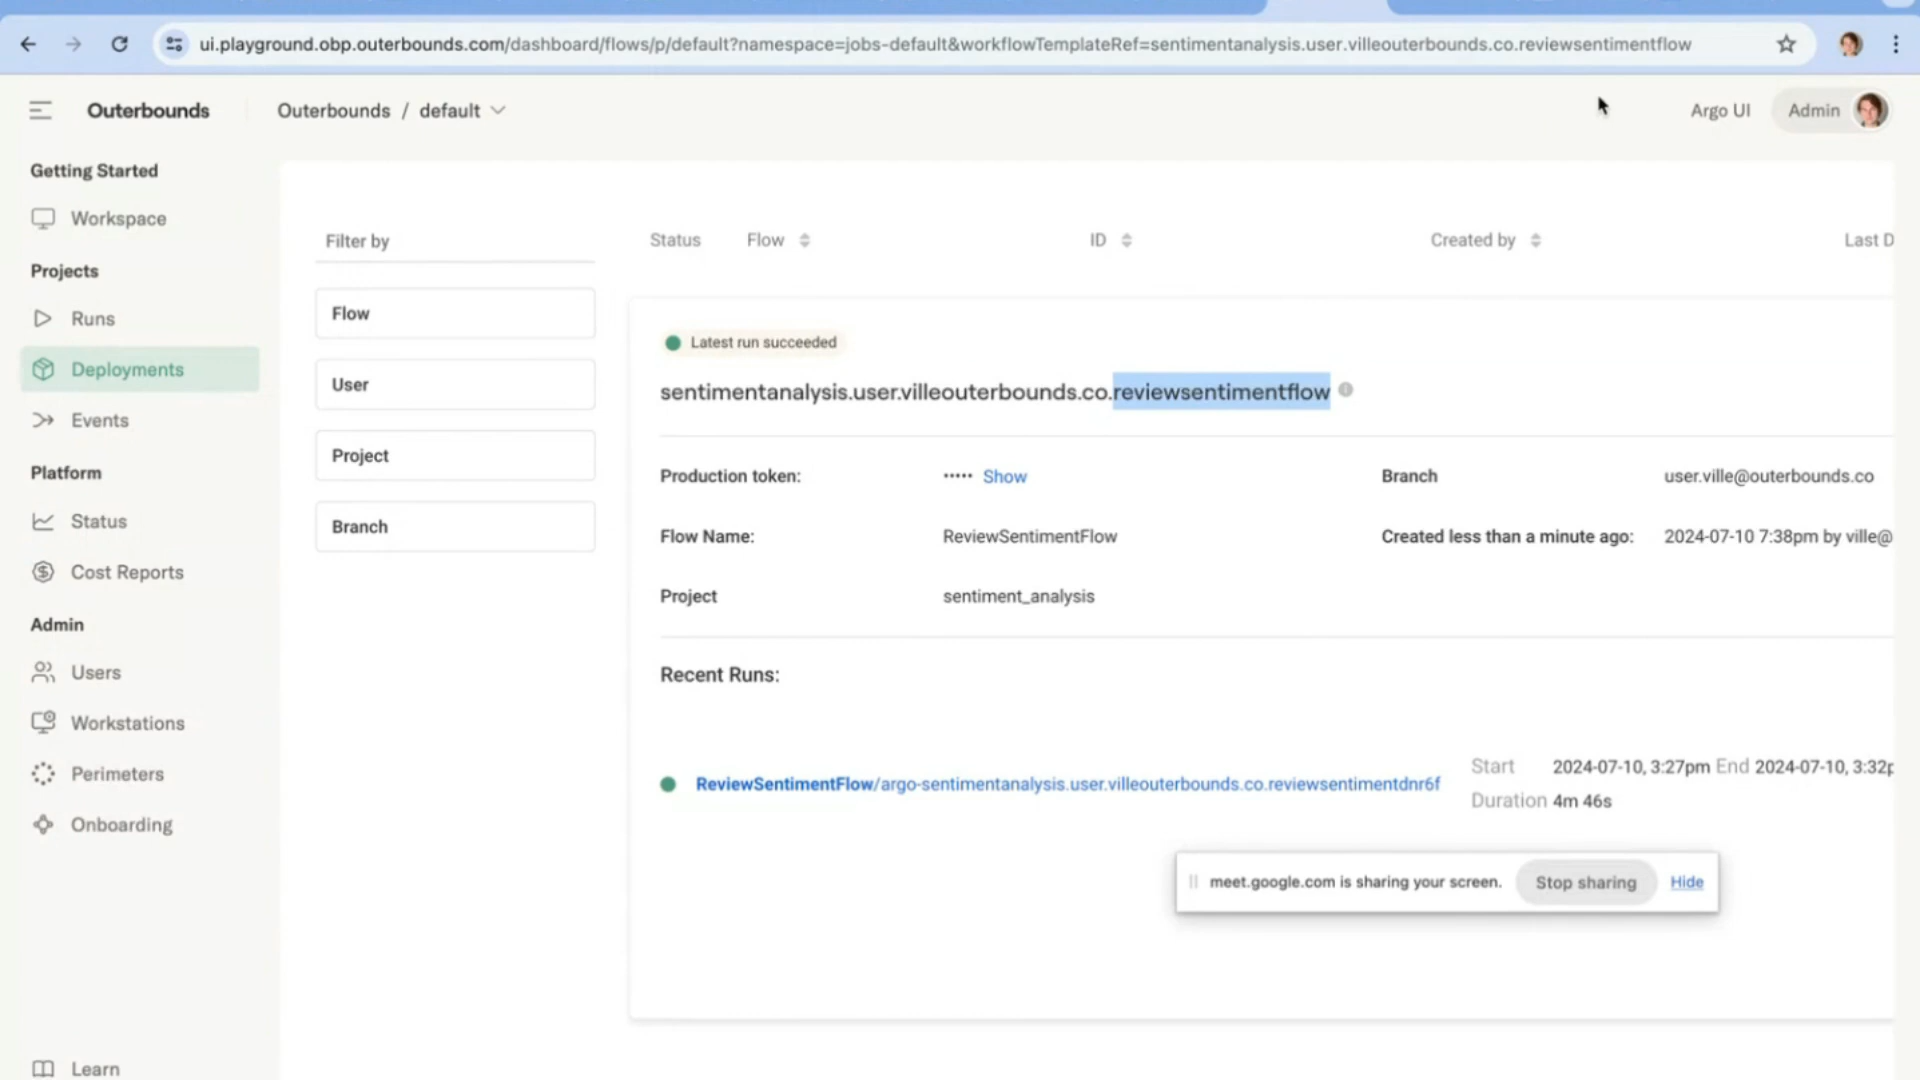 ui.playground.obp.outerbounds.com/dashboard/flows/p/default?namespace=jobs-default&workflowTemplateRef=sentimentanalysis.user.villeouterbounds.co.reviewsentimentflow
Outerbounds
Outerbounds / default
Argo UI
Admin
Getting Started
Workspace
Projects
Runs
Deployments
Events
Platform
Status
Cost Reports
Admin
Users
Workstations
Perimeters
Onboarding
Learn
Filter by
Flow
User
Project
Branch
Status Flow ID Created by Last D
Latest run succeeded
sentimentanalysis.user.villeouterbounds.co.reviewsentimentflow
Production token: ••••• Show Branch user.ville@outerbounds.co
Flow Name: ReviewSentimentFlow Created less than a minute ago: 2024-07-10 7:38pm by ville@
Project sentiment_analysis
Recent Runs:
ReviewSentimentFlow/argo-sentimentanalysis.user.villeouterbounds.co.reviewsentimentdnr6f
Start 2024-07-10, 3:27pm End 2024-07-10, 3:32p
Duration 4m 46s
meet.google.com is sharing your screen. Stop sharing Hide